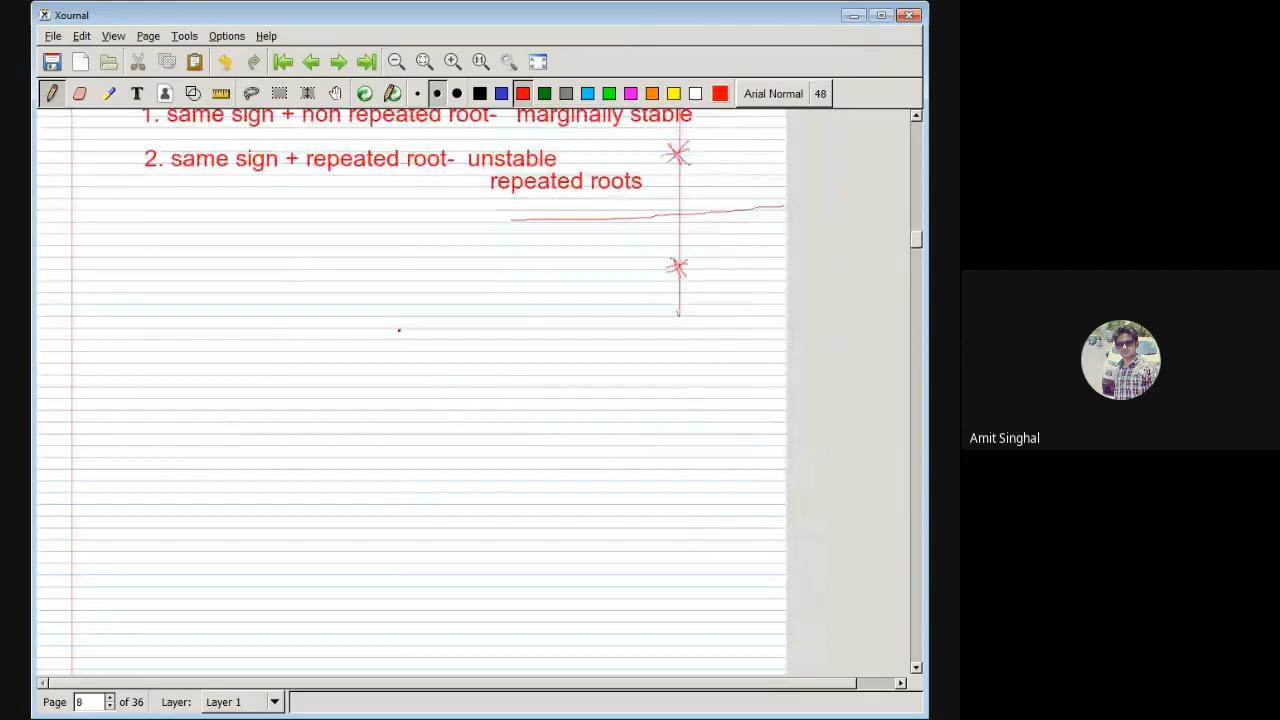 Xournal
File Edit View Page Tools Options Help
Arial Normal 48
1. same sign + non repeated root- marginally stable
2. same sign + repeated root- unstable
repeated roots
Amit Singhal
Page 8 of 36 Layer: Layer 1